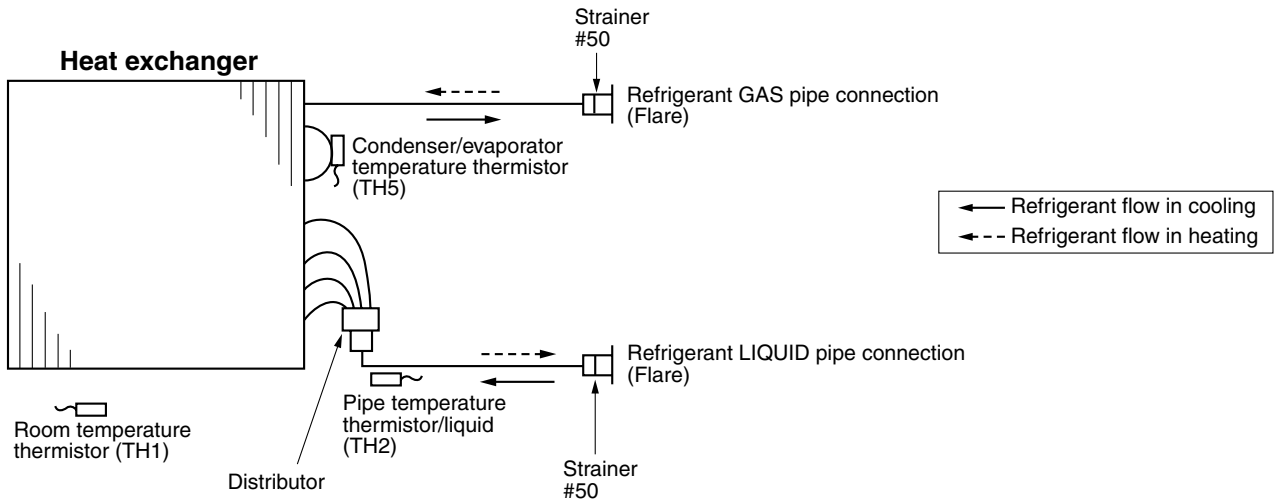 Strainer
#50
Heat exchanger
Refrigerant GAS pipe connection
(Flare)
Condenser/evaporator
temperature thermistor
(TH5)
Refrigerant flow in cooling
Refrigerant flow in heating
Refrigerant LIQUID pipe connection
(Flare)
Pipe temperature
thermistor/liquid
(TH2)
Room temperature
thermistor (TH1)
Distributor
Strainer
#50